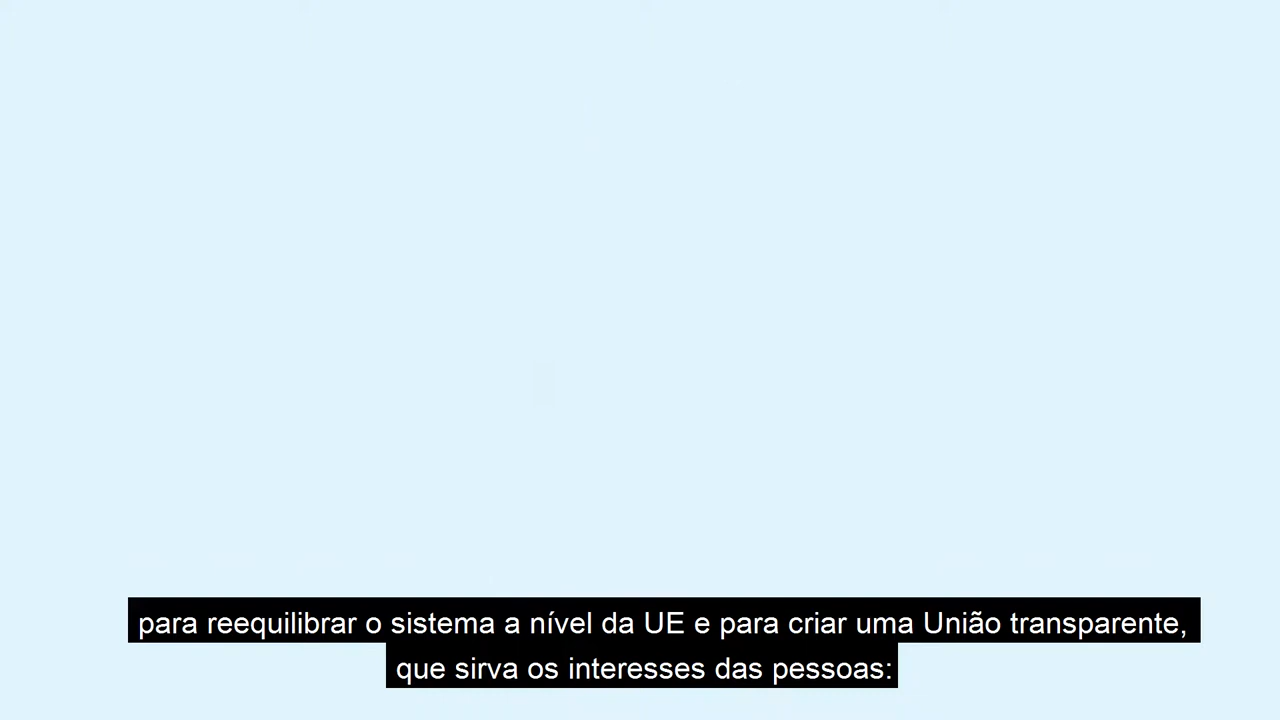 para reequilibrar o sistema a nível da UE e para criar uma União transparente,
que sirva os interesses das pessoas: